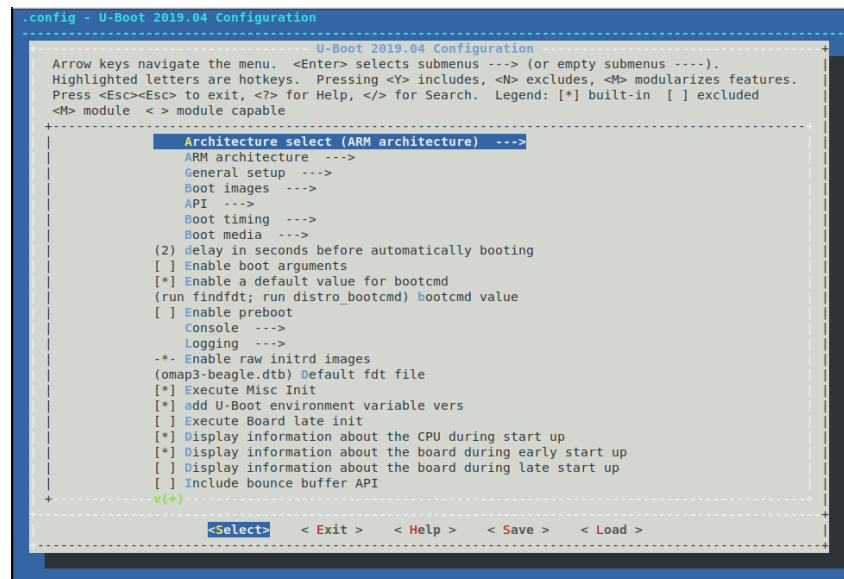 .config - U-Boot 2019.04 Configuration
U-Boot 2019.04 Configuration
Arrow keys navigate the menu.  <Enter> selects submenus ---> (or empty submenus ----).
Highlighted letters are hotkeys.  Pressing <Y> includes, <N> excludes, <M> modularizes features.
Press <Esc><Esc> to exit, <?> for Help, </> for Search.  Legend: [*] built-in  [ ] excluded
<M> module  < > module capable
Architecture select (ARM architecture)  --->
ARM architecture  --->
General setup  --->
Boot images  --->
API  --->
Boot timing  --->
Boot media  --->
(2) delay in seconds before automatically booting
[ ] Enable boot arguments
[*] Enable a default value for bootcmd
(run findfdt; run distro_bootcmd) bootcmd value
[ ] Enable preboot
Console  --->
Logging  --->
-*- Enable raw initrd images
(omap3-beagle.dtb) Default fdt file
[*] Execute Misc Init
[*] add U-Boot environment variable vers
[ ] Execute Board late init
[*] Display information about the CPU during start up
[*] Display information about the board during early start up
[ ] Display information about the board during late start up
[ ] Include bounce buffer API
v(+)
<Select>    < Exit >    < Help >    < Save >    < Load >